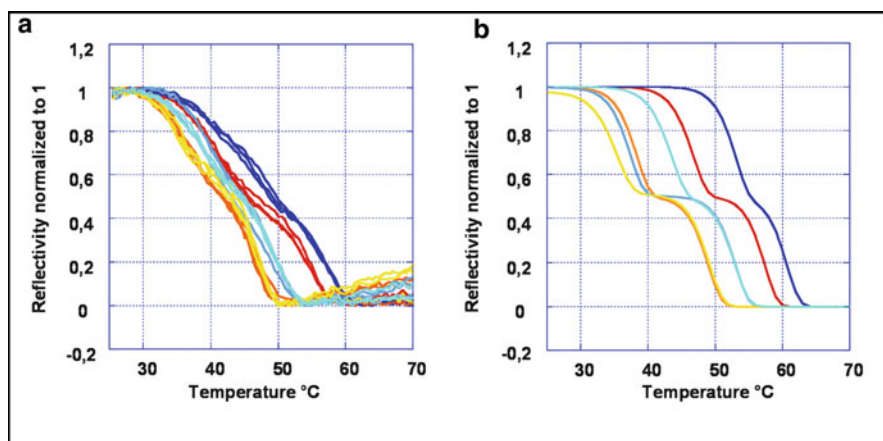 a
Reflectivity normalized to 1
1,2
1
0,8
0,6
0,4
0,2
0
-0,2
30 40 50 60 70
Temperature °C
b
Reflectivity normalized to 1
1,2
1
0,8
0,6
0,4
0,2
0
-0,2
30 40 50 60 70
Temperature °C